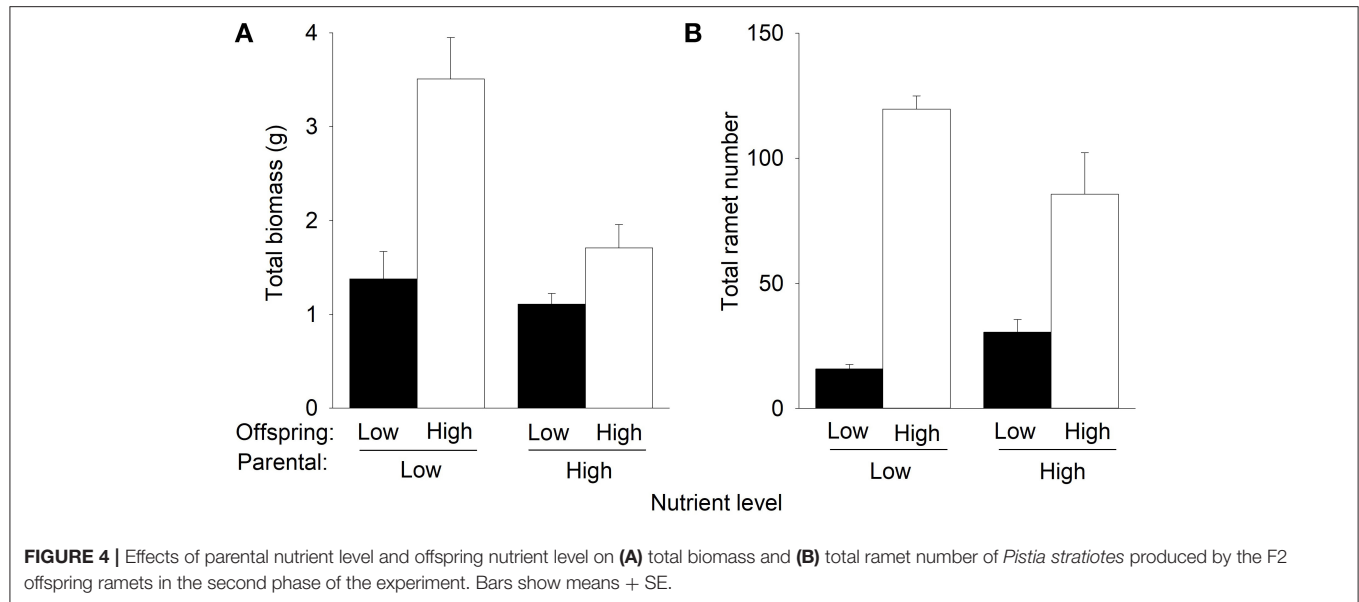 A
B
4
3
2
1
0
Total biomass (g)
150
100
50
0
Total ramet number
Offspring: Low High Low High
Parental: Low High
Low High Low High
Low High
Nutrient level
FIGURE 4 | Effects of parental nutrient level and offspring nutrient level on (A) total biomass and (B) total ramet number of Pistia stratiotes produced by the F2
offspring ramets in the second phase of the experiment. Bars show means + SE.